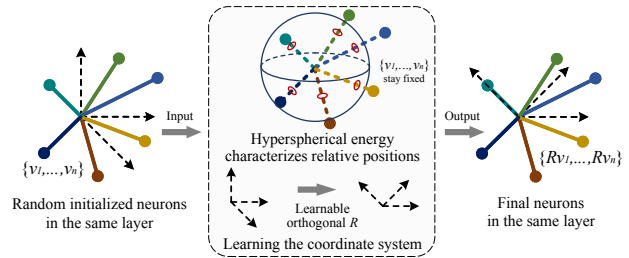 {v₁,...,vₙ}
Random initialized neurons
in the same layer
Input
{v₁,...,vₙ}
stay fixed
Hyperspherical energy
characterizes relative positions
Learnable
orthogonal R
Learning the coordinate system
Output
{Rv₁,...,Rvₙ}
Final neurons
in the same layer